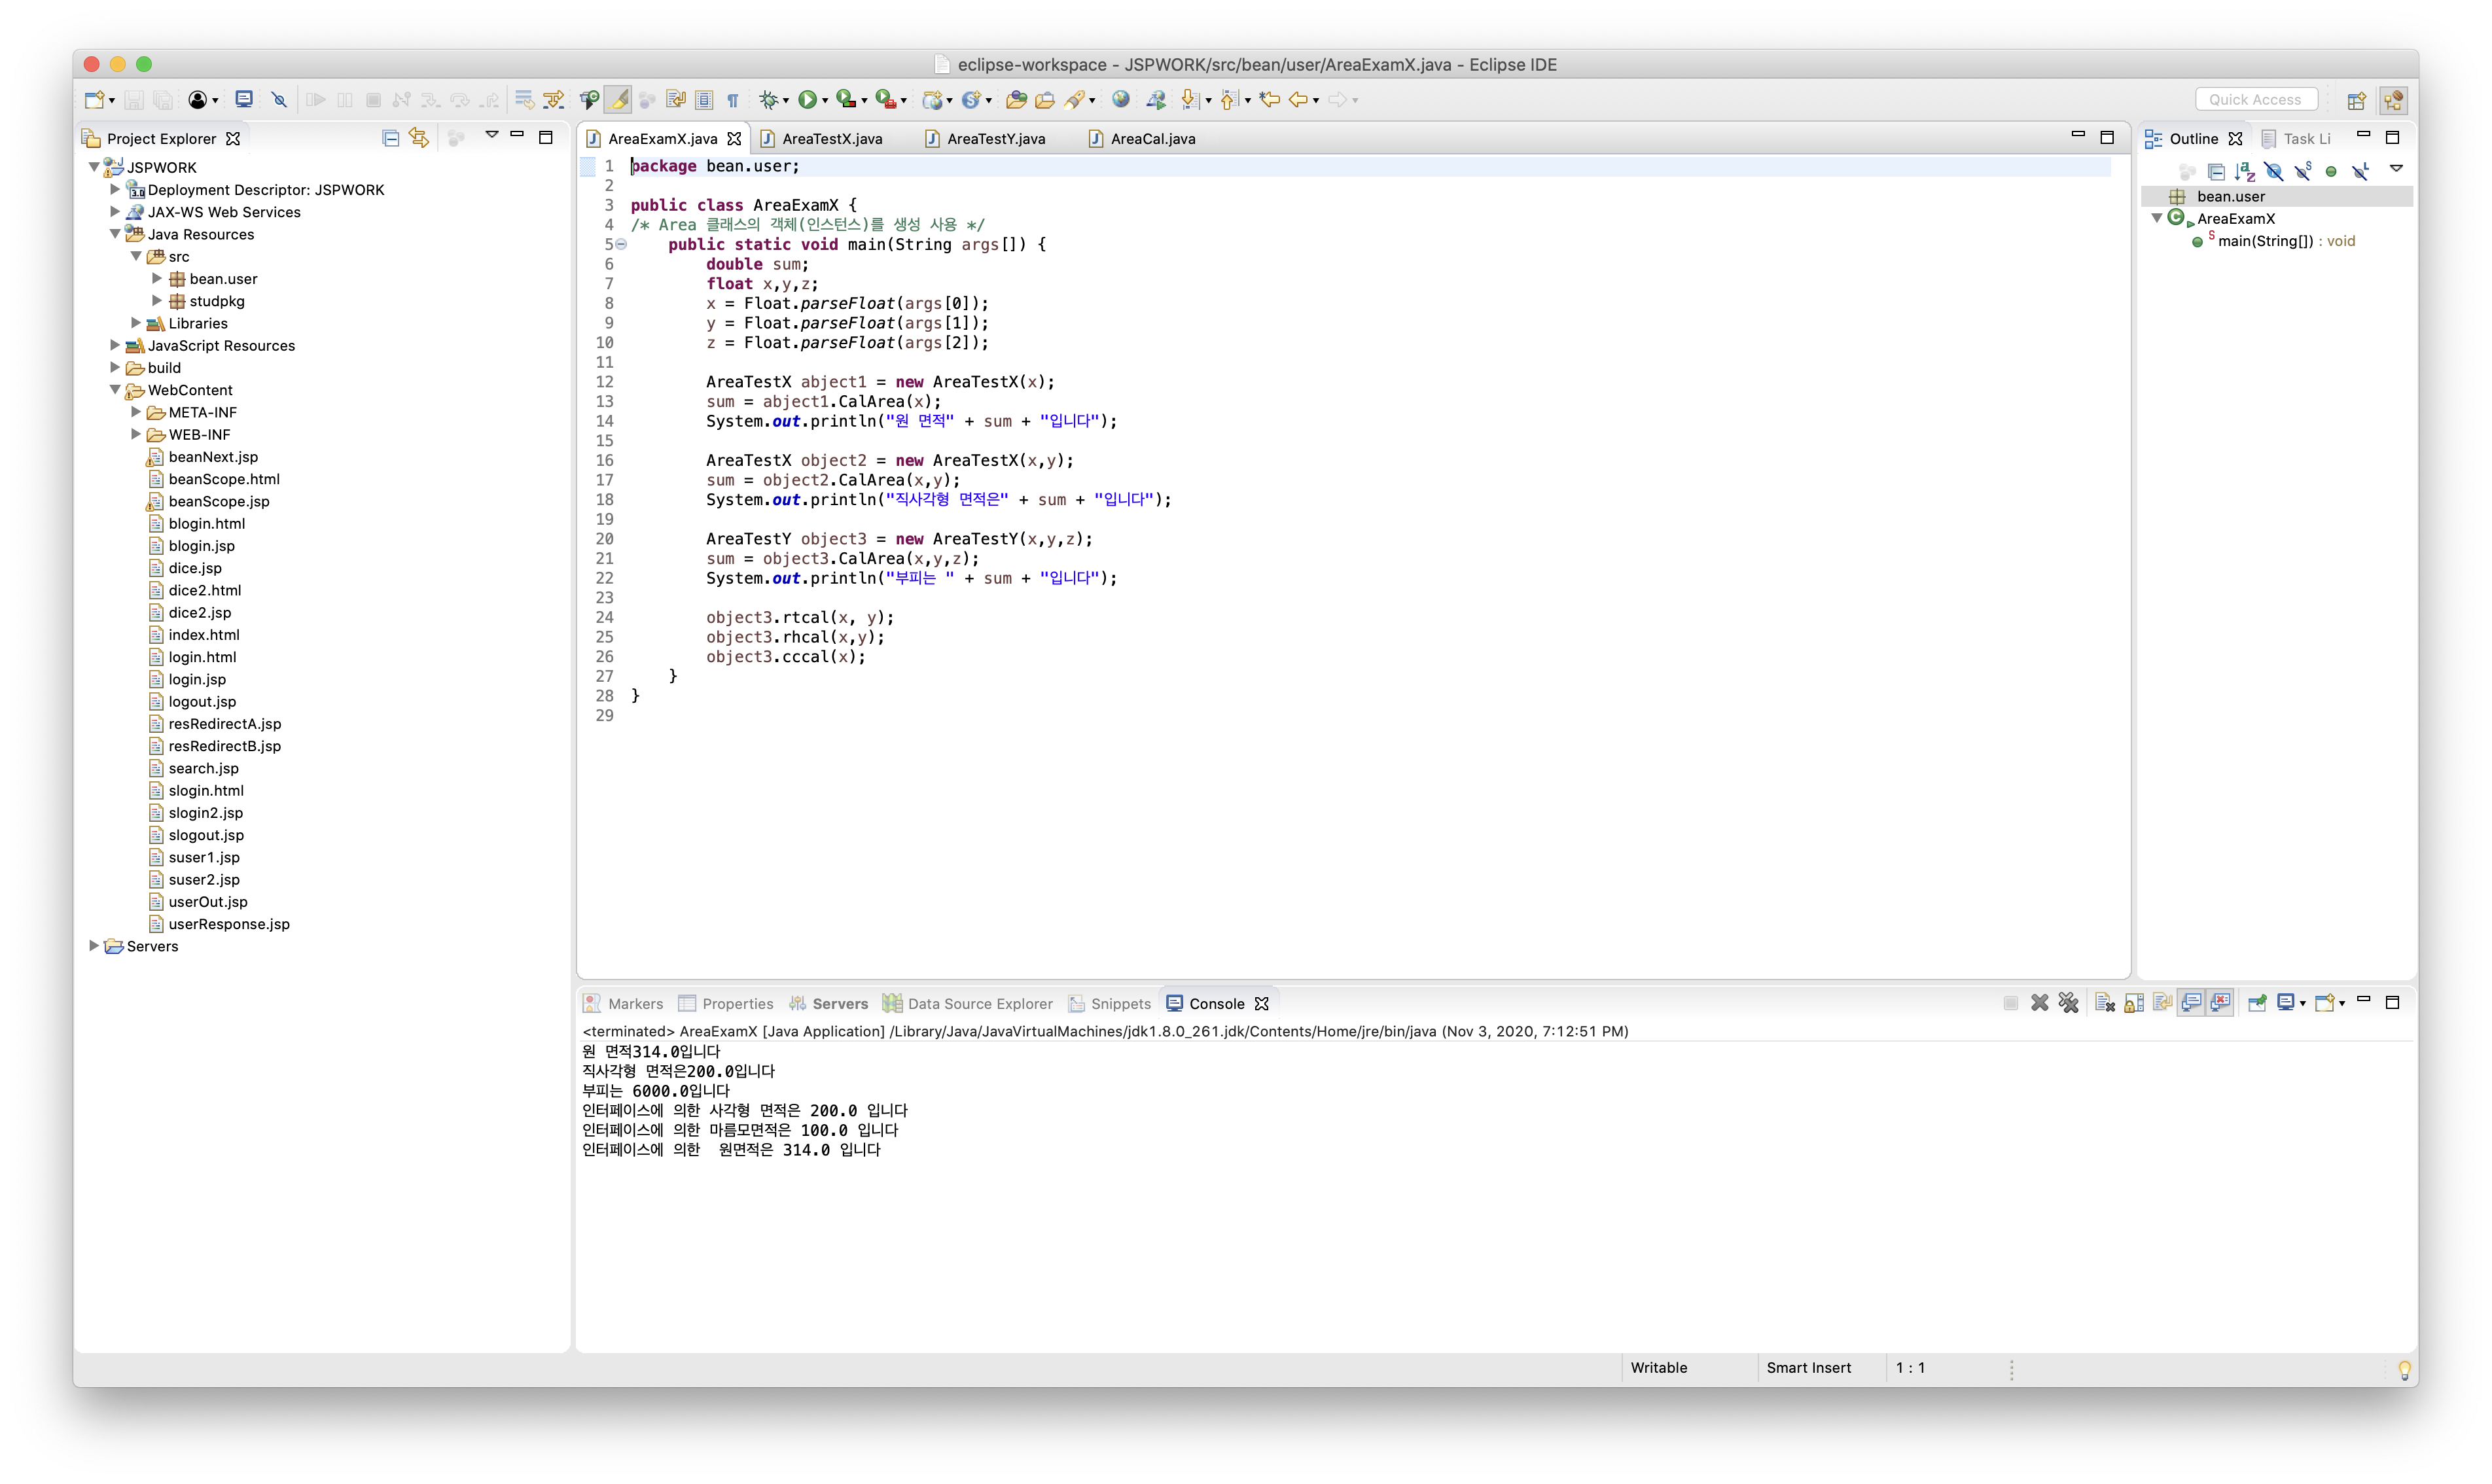 eclipse-workspace - JSPWORK/src/bean/user/AreaExamX.java - Eclipse IDE
Quick Access
Project Explorer
JSPWORK
Deployment Descriptor: JSPWORK
JAX-WS Web Services
Java Resources
src
bean.user
studpkg
Libraries
JavaScript Resources
build
WebContent
META-INF
WEB-INF
beanNext.jsp
beanScope.html
beanScope.jsp
blogin.html
blogin.jsp
dice.jsp
dice2.html
dice2.jsp
index.html
login.html
login.jsp
logout.jsp
resRedirectA.jsp
resRedirectB.jsp
search.jsp
slogin.html
slogin2.jsp
slogout.jsp
suser1.jsp
suser2.jsp
userOut.jsp
userResponse.jsp
Servers
AreaExamX.java AreaTestX.java AreaTestY.java AreaCal.java
1 package bean.user;
2
3 public class AreaExamX {
4 /* Area 클래스의 객체(인스턴스)를 생성 사용 */
5 public static void main(String args[]) {
6 double sum;
7 float x,y,z;
8 x = Float.parseFloat(args[0]);
9 y = Float.parseFloat(args[1]);
10 z = Float.parseFloat(args[2]);
11
12 AreaTestX abject1 = new AreaTestX(x);
13 sum = abject1.CalArea(x);
14 System.out.println("원 면적" + sum + "입니다");
15
16 AreaTestX object2 = new AreaTestX(x,y);
17 sum = object2.CalArea(x,y);
18 System.out.println("직사각형 면적은" + sum + "입니다");
19
20 AreaTestY object3 = new AreaTestY(x,y,z);
21 sum = object3.CalArea(x,y,z);
22 System.out.println("부피는 " + sum + "입니다");
23
24 object3.rtcal(x, y);
25 object3.rhcal(x,y);
26 object3.cccal(x);
27 }
28 }
29
Outline Task Li
bean.user
AreaExamX
main(String[]) : void
Markers Properties Servers Data Source Explorer Snippets Console
<terminated> AreaExamX [Java Application] /Library/Java/JavaVirtualMachines/jdk1.8.0_261.jdk/Contents/Home/jre/bin/java (Nov 3, 2020, 7:12:51 PM)
원 면적314.0입니다
직사각형 면적은200.0입니다
부피는 6000.0입니다
인터페이스에 의한 사각형 면적은 200.0 입니다
인터페이스에 의한 마름모면적은 100.0 입니다
인터페이스에 의한  원면적은 314.0 입니다
Writable Smart Insert 1 : 1